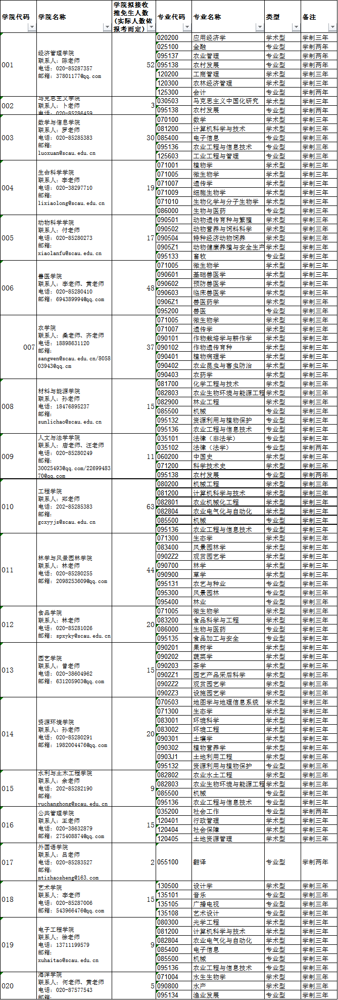 学院代码 学院名称 学院拟接收推免生人数(实际人数依报考而定) 专业代码 专业名称 类型 备注
001
经济管理学院
联系人：陈老师
电话：020-85287357
邮箱：37801177@qq.com
52
020200 应用经济学 学术型 学制三年
025100 金融 专业型 学制两年
095137 农业管理 专业型 学制两年
095138 农村发展 专业型 学制两年
120200 工商管理 学术型 学制三年
120300 农林经济管理 学术型 学制三年
125300 会计 专业型 学制两年
002
马克思主义学院
联系人：卜老师
电话：020-85286459
3
030503 马克思主义中国化研究 学术型 学制三年
095138 农村发展 专业型 学制两年
003
数学与信息学院
联系人：罗老师
电话：020-85285383
邮箱：
luoxuan@scau.edu.cn
30
070100 数学 学术型 学制三年
081200 计算机科学与技术 学术型 学制三年
085400 电子信息 专业型 学制三年
095136 农业工程与信息技术 专业型 学制三年
125603 工业工程与管理 专业型 学制三年
004
生命科学学院
联系人：李老师
电话：020-38297710
邮箱：
lixiaolong@scau.edu.cn
19
071001 植物学 学术型 学制三年
071005 微生物学 学术型 学制三年
071007 遗传学 学术型 学制三年
071009 细胞生物学 学术型 学制三年
071010 生物化学与分子生物学 学术型 学制三年
086000 生物与医药 专业型 学制三年
005
动物科学学院
联系人：付老师
电话：020-85280273
邮箱：
xiaolanfu@scau.edu.cn
17
090501 动物遗传育种与繁殖 学术型 学制三年
090502 动物营养与饲料科学 学术型 学制三年
090504 特种经济动物饲养 学术型 学制三年
0905Z1 动物健康养殖与安全生产 学术型 学制三年
095133 畜牧 专业型 学制三年
006
兽医学院
联系人：李老师、黄老师
电话：020-85280410
邮箱：694389994@qq.com
48
071005 微生物学 学术型 学制三年
090601 基础兽医学 学术型 学制三年
090602 预防兽医学 学术型 学制三年
090603 临床兽医学 学术型 学制三年
0906Z1 兽医药学 学术型 学制三年
095200 兽医 专业型 学制三年
007
农学院
联系人：桑老师、齐老师
电话：18898631120
邮箱：
sangwen@scau.edu.cn/8058
03943@qq.cm
37
071005 微生物学 学术型 学制三年
071007 遗传学 学术型 学制三年
090101 作物栽培学与耕作学 学术型 学制三年
090102 作物遗传育种 学术型 学制三年
090401 植物病理学 学术型 学制三年
090402 农业昆虫与害虫防治 学术型 学制三年
090403 农药学 学术型 学制三年
008
材料与能源学院
联系人：孙老师
电话：18476895237
邮箱：
sunlichao@scau.edu.cn
15
081700 化学工程与技术 学术型 学制三年
082803 农业生物环境与能源工程 学术型 学制三年
082900 林业工程 学术型 学制三年
085500 机械 专业型 学制三年
095132 资源利用与植物保护 专业型 学制三年
095136 农业工程与信息技术 专业型 学制三年
009
人文与法学学院
联系人：唐老师、汪老师
电话：020-85280249
邮箱：
30025493@qq.com/22699483
70@qq.com
11
035101 法律（非法学） 专业型 学制三年
035102 法律（法学） 专业型 学制两年
060200 中国史 学术型 学制三年
071200 科学技术史 学术型 学制三年
095138 农村发展 专业型 学制两年
010
工程学院
联系人：郑老师
电话：202-85285383
邮箱：
gcxyyjs@scau.edu.cn
63
080200 机械工程 学术型 学制三年
081200 计算机科学与技术 学术型 学制三年
082801 农业机械化工程 学术型 学制三年
082804 农业电气化与自动化 学术型 学制三年
085500 机械 专业型 学制三年
095136 农业工程与信息技术 专业型 学制三年
011
林学与风景园林学院
联系人：林老师
电话：020-85280255
邮箱：2098253609@qq.com
44
071300 生态学 学术型 学制三年
083400 风景园林学 学术型 学制三年
0902Z2 观赏园艺学 学术型 学制三年
090700 林学 学术型 学制三年
090900 草学 学术型 学制三年
095131 农艺与种业 专业型 学制三年
095300 风景园林 专业型 学制三年
095400 林业 专业型 学制三年
012
食品学院
联系人：林老师
电话：020-85281026
邮箱：spxyky@scau.edu.cn
20
071005 微生物学 学术型 学制三年
083200 食品科学与工程 学术型 学制三年
086000 生物与医药 专业型 学制三年
095135 食品加工与安全 专业型 学制三年
013
园艺学院
联系人：曾老师
电话：020-38604962
邮箱：631205903@qq.com
15
090201 果树学 学术型 学制三年
090202 蔬菜学 学术型 学制三年
090203 茶学 学术型 学制三年
0902Z1 园艺产品采后科学 学术型 学制三年
0902Z2 观赏园艺学 学术型 学制三年
0902Z3 设施园艺学 学术型 学制三年
014
资源环境学院
联系人：孙老师
电话：020-85280291
邮箱：1982004476@qq.com
20
070503 地图学与地理信息系统 学术型 学制三年
071300 生态学 学术型 学制三年
083001 环境科学 学术型 学制三年
083002 环境工程 学术型 学制三年
090301 土壤学 学术型 学制三年
090302 植物营养学 学术型 学制三年
0903J1 土地利用工程 学术型 学制三年
095132 资源利用与植物保护 专业型 学制三年
015
水利与土木工程学院
联系人：余老师
电话：202-85282190
邮箱：
yuchanghong@scau.edu.cn
9
082802 农业水土工程 学术型 学制三年
082803 农业生物环境与能源工程 学术型 学制三年
085500 机械 专业型 学制三年
095136 农业工程与信息技术 专业型 学制三年
016
公共管理学院
联系人：王老师
电话：020-38632879
邮箱：275408874@qq.com
15
035200 社会工作 专业型 学制两年
120401 行政管理 学术型 学制三年
120404 社会保障 学术型 学制三年
120405 土地资源管理 学术型 学制三年
017
外国语学院
联系人：吕老师
电话：020-85283527
邮箱：
mtizhaosheng@163.com
2
055100 翻译 专业型 学制两年
018
艺术学院
联系人：李老师
电话：020-85287006
邮箱：543966476@qq.com
15
130500 设计学 学术型 学制三年
135101 音乐 专业型 学制三年
135105 广播电视 专业型 学制三年
135108 艺术设计 专业型 学制三年
019
电子工程学院
联系人：徐老师
电话：13711199579
邮箱：
xuhaitao@scau.edu.cn
9
080300 光学工程 学术型 学制三年
081200 计算机科学与技术 学术型 学制三年
082804 农业电气化与自动化 学术型 学制三年
085400 电子信息 专业型 学制三年
085500 机械 专业型 学制三年
095136 农业工程与信息技术 专业型 学制三年
020
海洋学院
联系人：何老师、黄老师
电话：020-87577543
邮箱：
5
071004 水生生物学 学术型 学制三年
090800 水产 学术型 学制三年
095134 渔业发展 专业型 学制三年